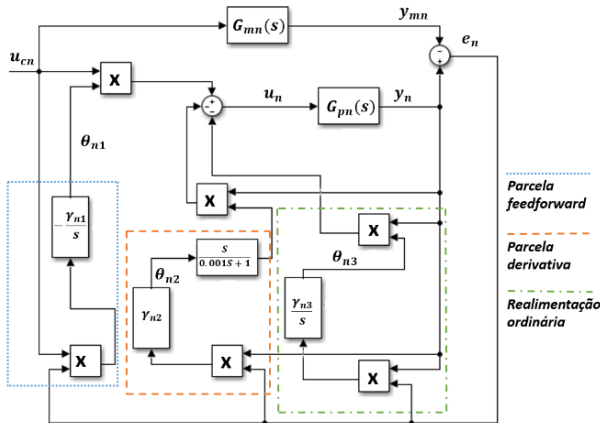 G_mn(s)
y_mn
e_n
u_cn
X
u_n
G_pn(s)
y_n
θ_n1
X
Parcela
feedforward
-γ_n1/s
X
s/0.001S+1
θ_n3
Parcela
derivativa
θ_n2
γ_n2
γ_n3/s
Realimentação
ordinária
X
X
X